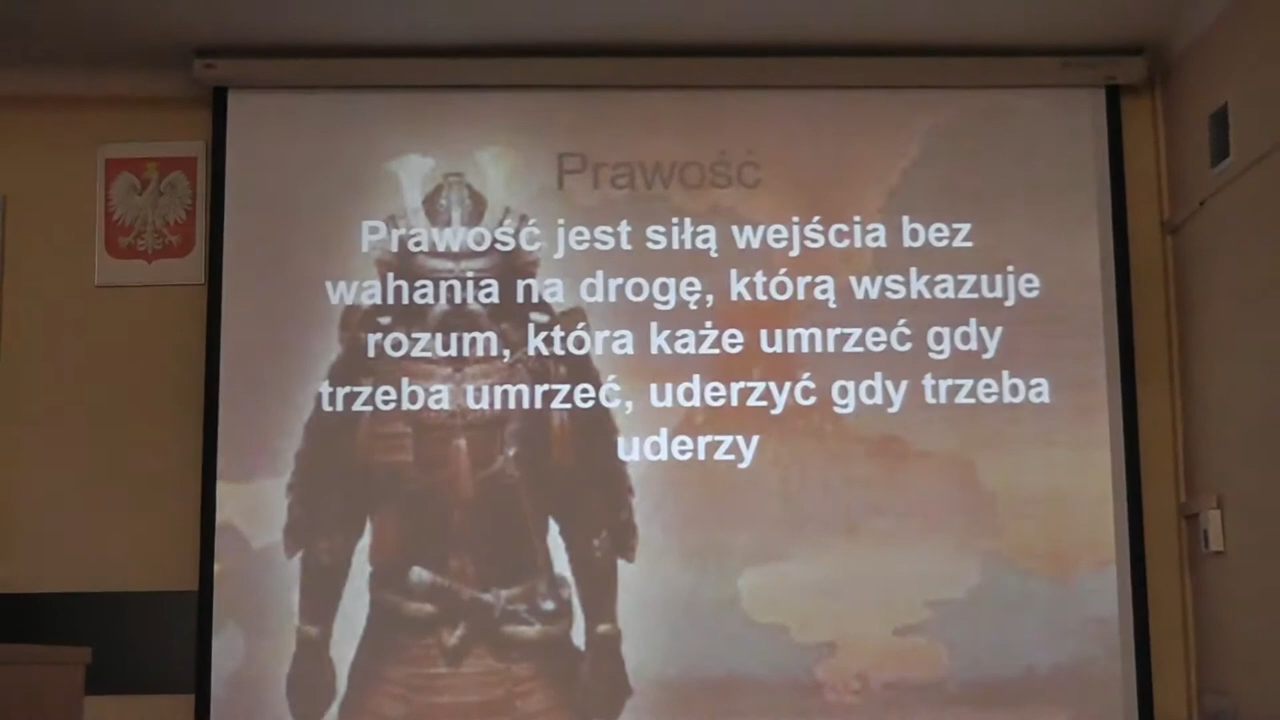 Prawość
Prawość jest siłą wejścia bez
wahania na drogę, którą wskazuje
rozum, która każe umrzeć gdy
trzeba umrzeć, uderzyć gdy trzeba
uderzy